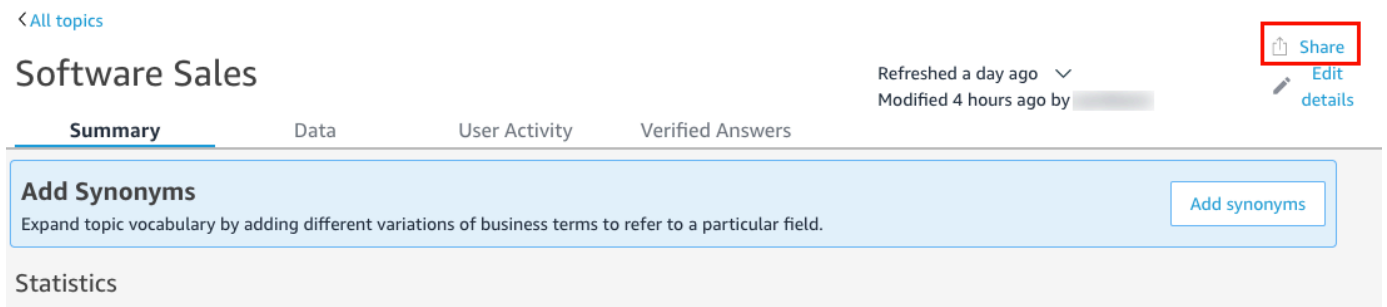 All topics
Software Sales
Refreshed a day ago
Modified 4 hours ago by
Share
Edit
details
Summary
Data
User Activity
Verified Answers
Add Synonyms
Expand topic vocabulary by adding different variations of business terms to refer to a particular field.
Add synonyms
Statistics